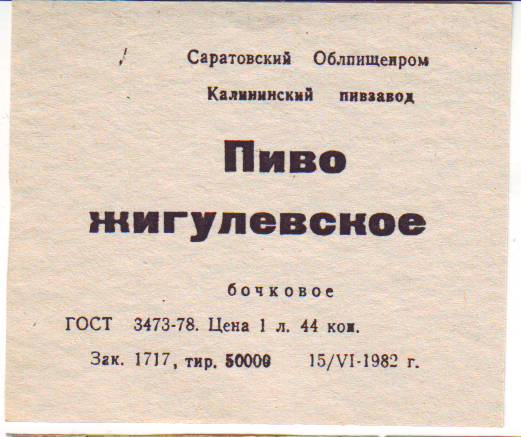 Саратовский Облпищепром
Калининский пивзавод
Пиво
жигулевское
бочковое
ГОСТ 3473-78. Цена 1 л. 44 коп.
Зак. 1717, тир. 50000 15/VI-1982 г.